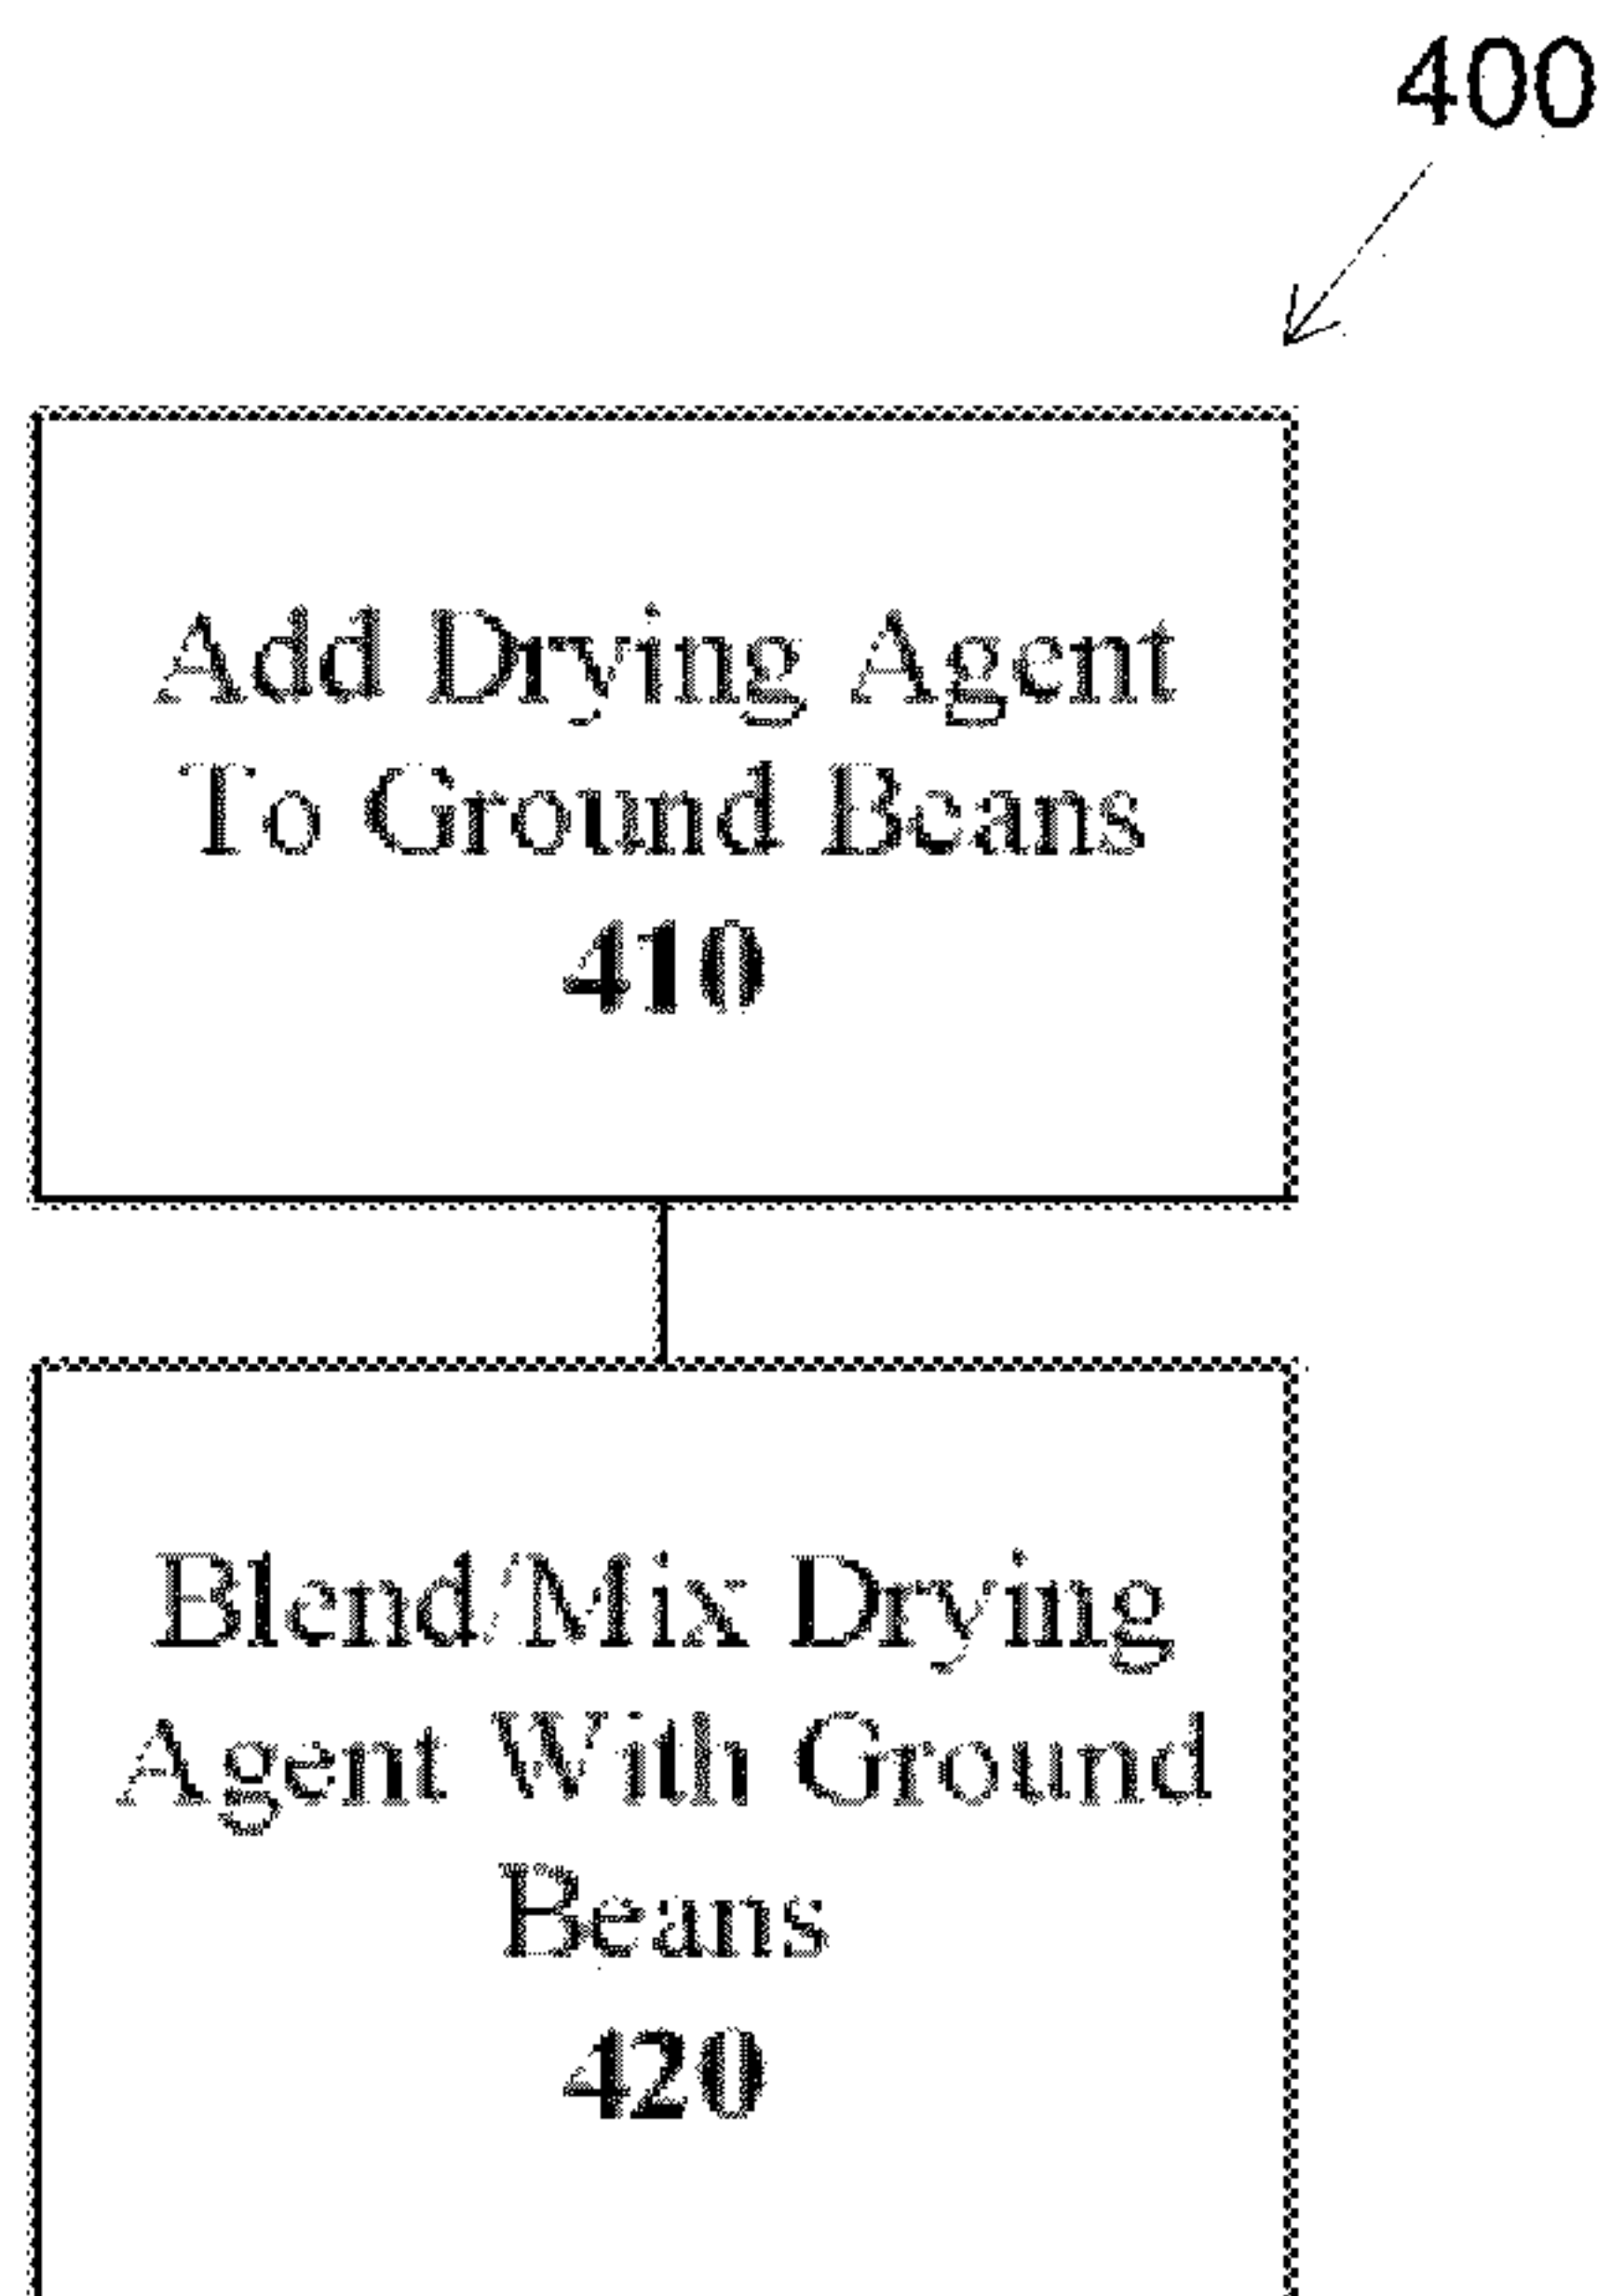 400
Add Drying Agent
To Ground Beans
410
Blend/Mix Drying
Agent With Ground
Beans
420